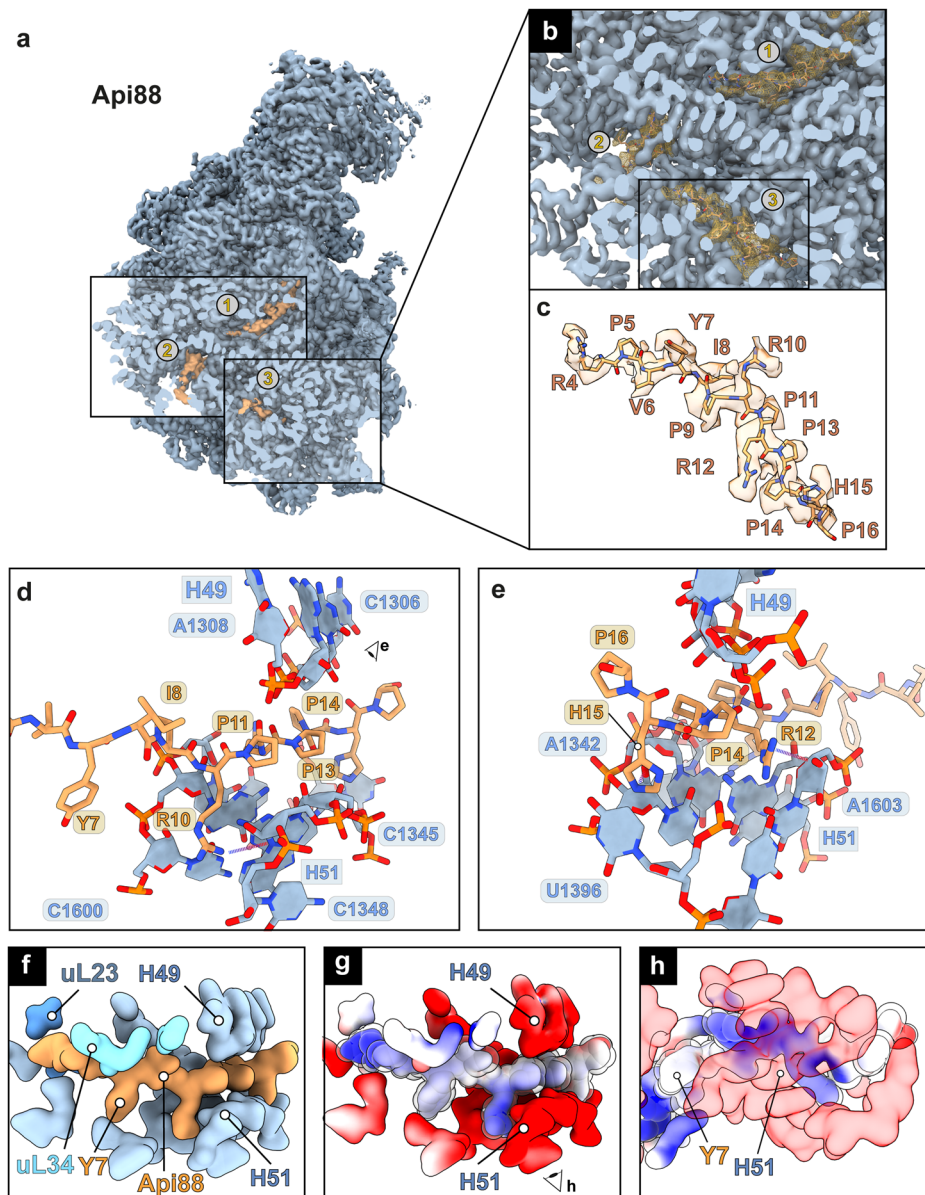 a
Api88
1
2
3
b
1
2
3
c
P5
Y7
I8
R10
R4
V6
P11
P9
P13
R12
H15
P14
P16
d
H49
C1306
A1308
e
I8
P14
P11
P13
Y7
R10
C1345
H51
C1600
C1348
e
H49
P16
H15
R12
A1342
P14
A1603
H51
U1396
f
uL23
H49
uL34
Y7
Api88
H51
g
H49
H51
h
h
Y7
H51